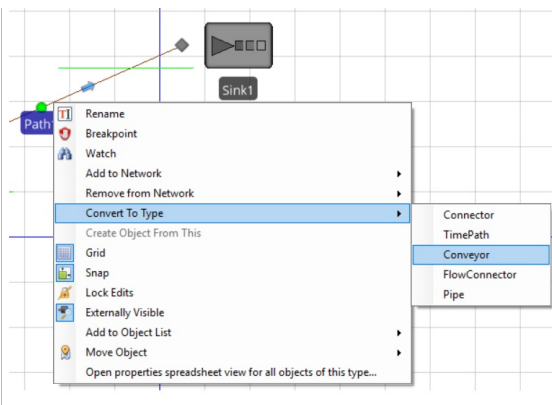 Sink1
Path
Rename
Breakpoint
Watch
Add to Network
Remove from Network
Convert To Type
Connector
TimePath
Conveyor
FlowConnector
Pipe
Create Object From This
Grid
Snap
Lock Edits
Externally Visible
Add to Object List
Move Object
Open properties spreadsheet view for all objects of this type...